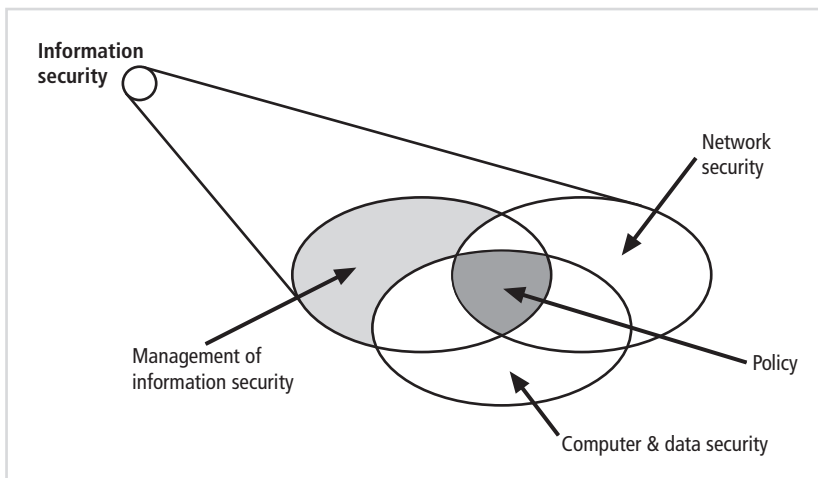 Information
security
Network
security
Management of
information security
Policy
Computer & data security